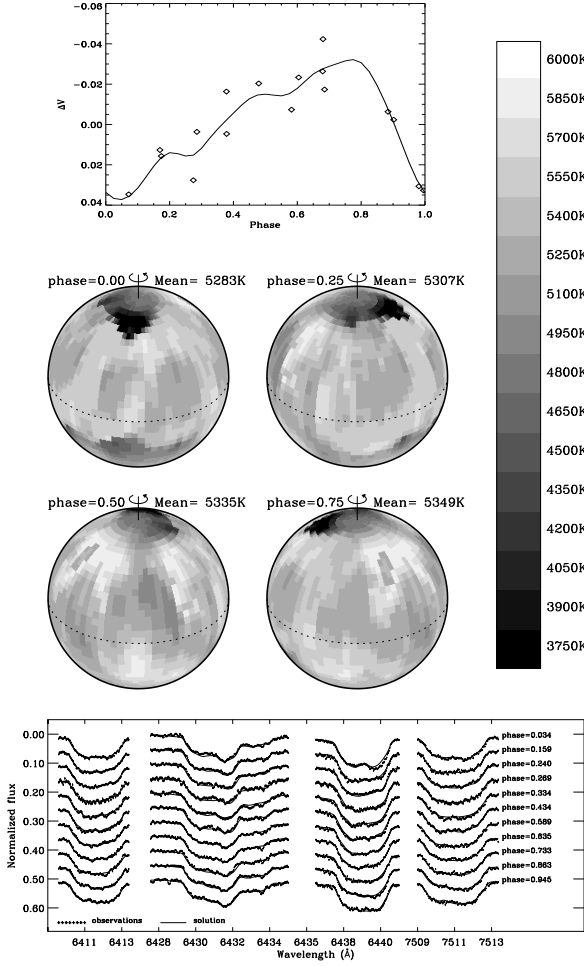 -0.06
-0.04
-0.02
0.00
0.02
0.04
ΔV
0.0 0.2 0.4 0.6 0.8 1.0
Phase
6000K
5850K
5700K
5550K
5400K
5250K
5100K
4950K
4800K
4650K
4500K
4350K
4200K
4050K
3900K
3750K
phase=0.00 Mean= 5283K
phase=0.25 Mean= 5307K
phase=0.50 Mean= 5335K
phase=0.75 Mean= 5349K
0.00
0.10
0.20
0.30
0.40
0.50
0.60
Normalized flux
phase=0.034
phase=0.159
phase=0.240
phase=0.269
phase=0.334
phase=0.434
phase=0.589
phase=0.635
phase=0.733
phase=0.863
phase=0.945
observations solution
6411 6413 6428 6430 6432 6434 6435 6438 6440 7509 7511 7513
Wavelength (Å)